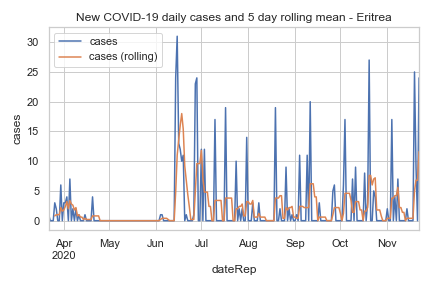 New COVID-19 daily cases and 5 day rolling mean - Eritrea
cases
cases (rolling)
30
25
20
15
10
5
0
cases
Apr May Jun Jul Aug Sep Oct Nov
2020
dateRep